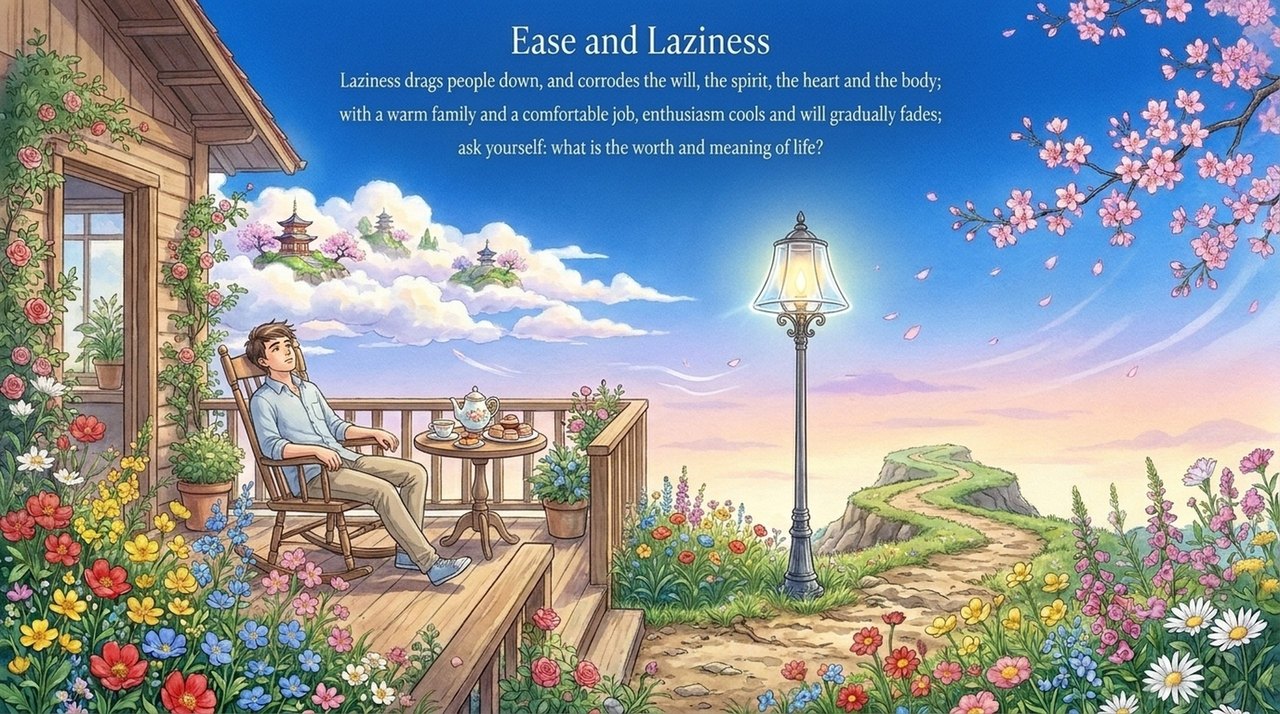 Ease and Laziness
Laziness drags people down, and corrodes the will, the spirit, the heart and the body;
with a warm family and a comfortable job, enthusiasm cools and will gradually fades;
ask yourself: what is the worth and meaning of life?